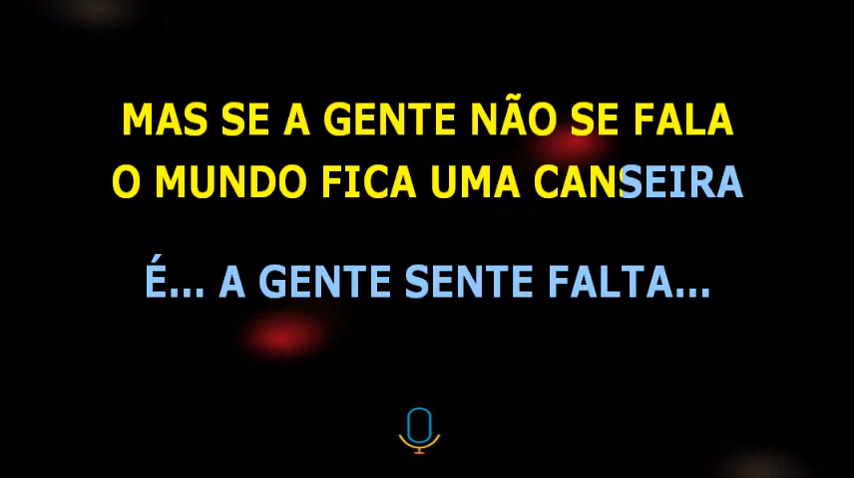 MAS SE A GENTE NÃO SE FALA
O MUNDO FICA UMA CANSEIRA
É... A GENTE SENTE FALTA...